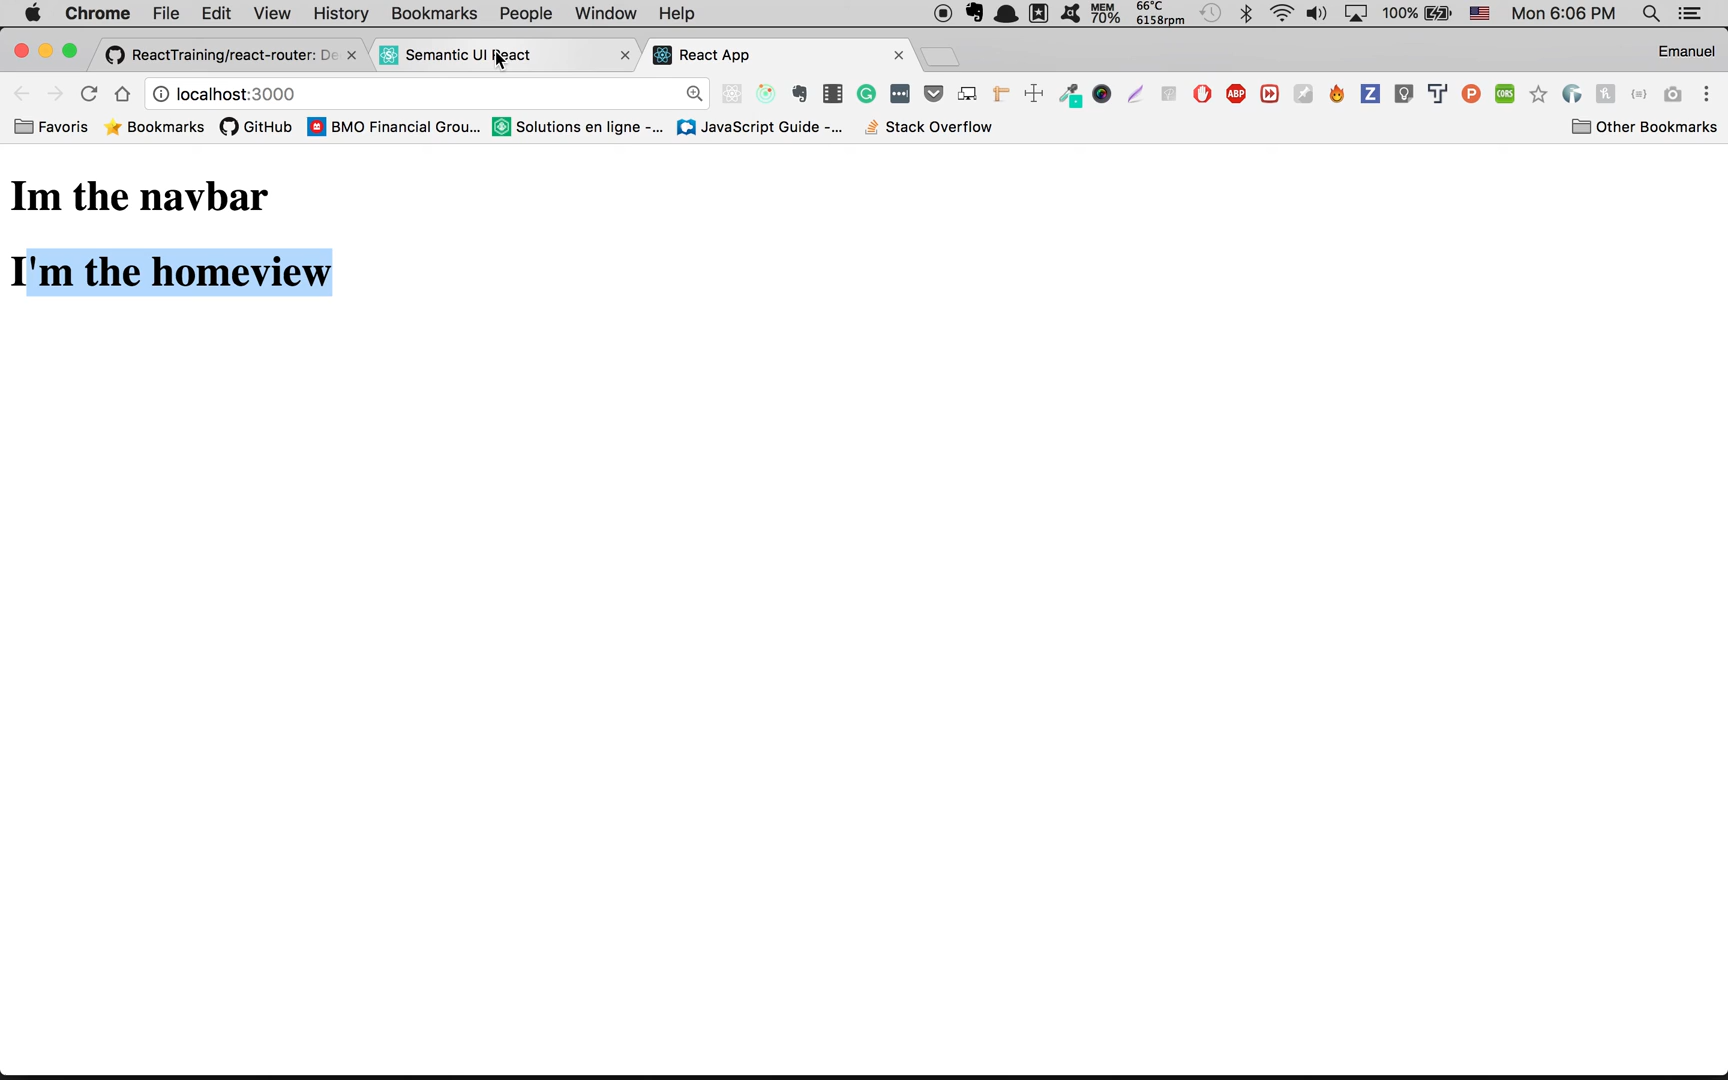 Chrome File Edit View History Bookmarks People Window Help MEM 70% 66°C 6158rpm 100% Mon 6:06 PM
ReactTraining/react-router: De Semantic UI React React App Emanuel
localhost:3000 ABP Z P CORS
Favoris Bookmarks GitHub BMO Financial Grou... Solutions en ligne -... JavaScript Guide -... Stack Overflow Other Bookmarks
Im the navbar
I'm the homeview